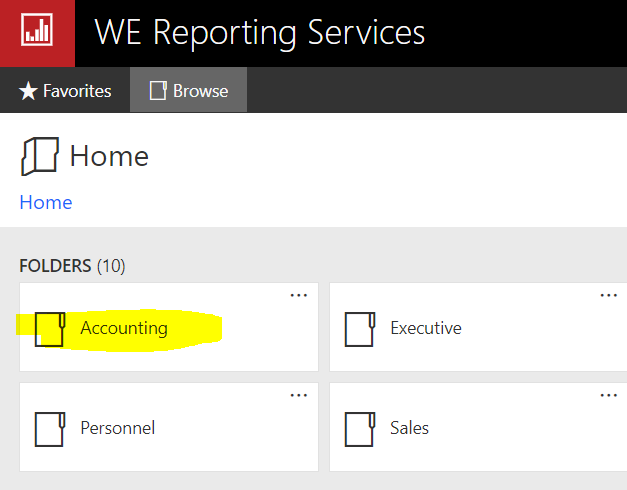 WE Reporting Services
Favorites
Browse
Home
Home
FOLDERS (10)
Accounting
Executive
Personnel
Sales